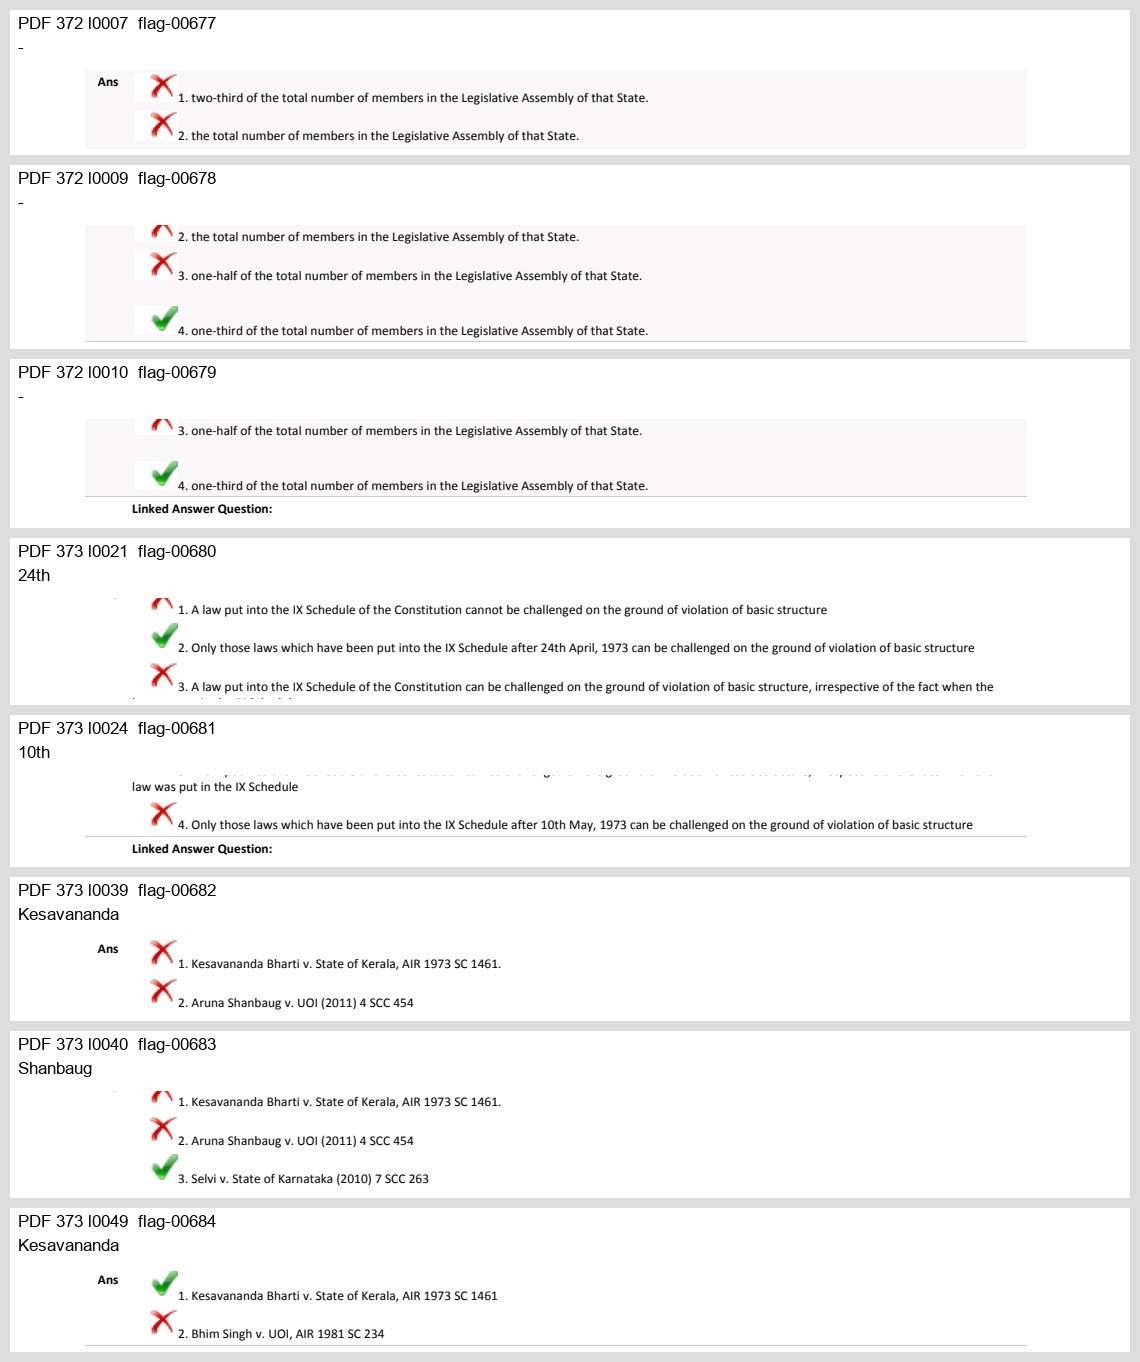 PDF 372 l0007 flag-00677
-
Ans
1. two-third of the total number of members in the Legislative Assembly of that State.
2. the total number of members in the Legislative Assembly of that State.
PDF 372 l0009 flag-00678
-
2. the total number of members in the Legislative Assembly of that State.
3. one-half of the total number of members in the Legislative Assembly of that State.
4. one-third of the total number of members in the Legislative Assembly of that State.
PDF 372 l0010 flag-00679
-
3. one-half of the total number of members in the Legislative Assembly of that State.
4. one-third of the total number of members in the Legislative Assembly of that State.
Linked Answer Question:
PDF 373 l0021 flag-00680
24th
1. A law put into the IX Schedule of the Constitution cannot be challenged on the ground of violation of basic structure
2. Only those laws which have been put into the IX Schedule after 24th April, 1973 can be challenged on the ground of violation of basic structure
3. A law put into the IX Schedule of the Constitution can be challenged on the ground of violation of basic structure, irrespective of the fact when the
PDF 373 l0024 flag-00681
10th
law was put in the IX Schedule
4. Only those laws which have been put into the IX Schedule after 10th May, 1973 can be challenged on the ground of violation of basic structure
Linked Answer Question:
PDF 373 l0039 flag-00682
Kesavananda
Ans
1. Kesavananda Bharti v. State of Kerala, AIR 1973 SC 1461.
2. Aruna Shanbaug v. UOI (2011) 4 SCC 454
PDF 373 l0040 flag-00683
Shanbaug
1. Kesavananda Bharti v. State of Kerala, AIR 1973 SC 1461.
2. Aruna Shanbaug v. UOI (2011) 4 SCC 454
3. Selvi v. State of Karnataka (2010) 7 SCC 263
PDF 373 l0049 flag-00684
Kesavananda
Ans
1. Kesavananda Bharti v. State of Kerala, AIR 1973 SC 1461
2. Bhim Singh v. UOI, AIR 1981 SC 234